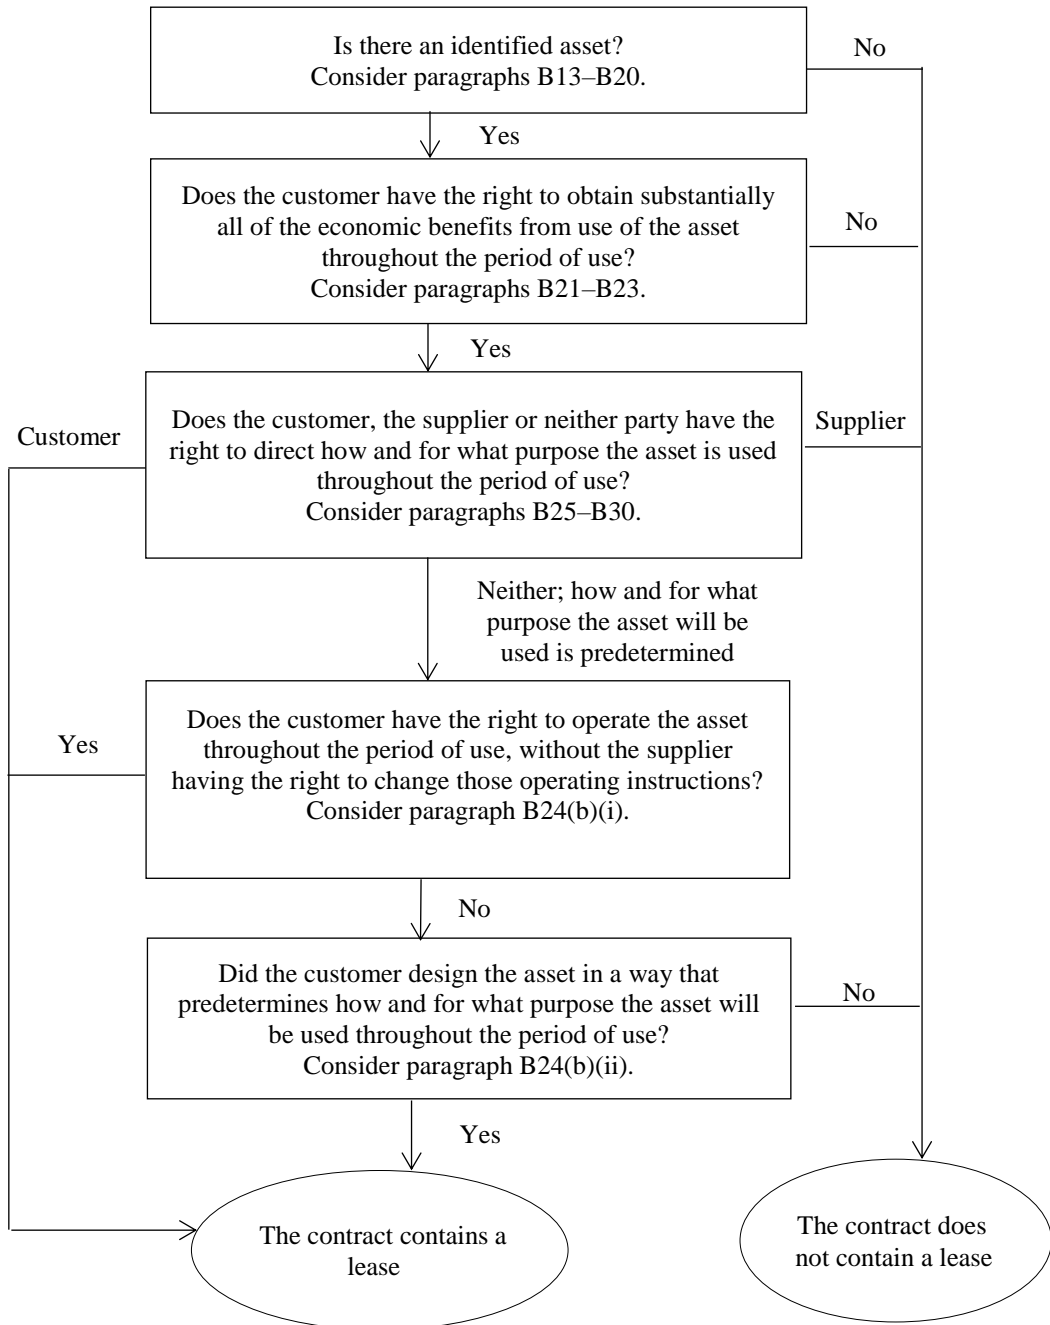 Is there an identified asset?
Consider paragraphs B13–B20.
No
Yes
Does the customer have the right to obtain substantially
all of the economic benefits from use of the asset
throughout the period of use?
Consider paragraphs B21–B23.
No
Yes
Customer
Does the customer, the supplier or neither party have the
right to direct how and for what purpose the asset is used
throughout the period of use?
Consider paragraphs B25–B30.
Supplier
Neither; how and for what
purpose the asset will be
used is predetermined
Yes
Does the customer have the right to operate the asset
throughout the period of use, without the supplier
having the right to change those operating instructions?
Consider paragraph B24(b)(i).
No
Did the customer design the asset in a way that
predetermines how and for what purpose the asset will
be used throughout the period of use?
Consider paragraph B24(b)(ii).
No
Yes
The contract contains a
lease
The contract does
not contain a lease